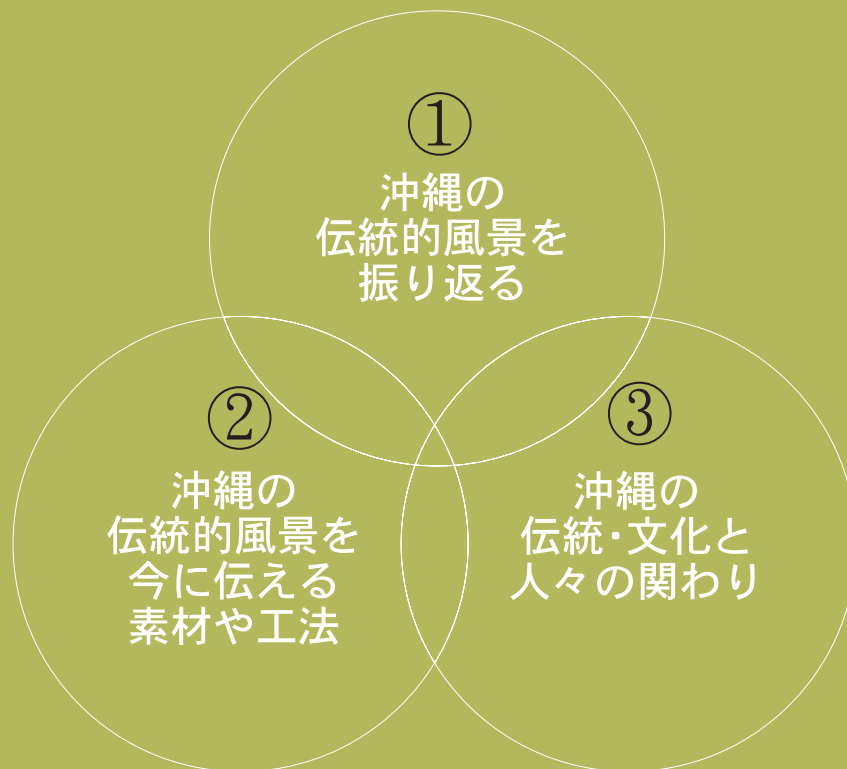 ①
沖縄の
伝統的風景を
振り返る
②
沖縄の
伝統的風景を
今に伝える
素材や工法
③
沖縄の
伝統・文化と
人々の関わり